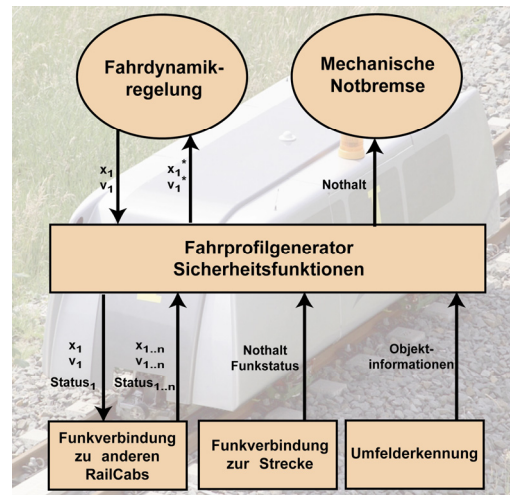 Fahrdynamik-
regelung
Mechanische
Notbremse
x1
v1
x1*
v1*
Nothalt
Fahrprofilgenerator
Sicherheitsfunktionen
x1
v1
Status1
x1..n
v1..n
Status1..n
Nothalt
Funkstatus
Objekt-
informationen
Funkverbindung
zu anderen
RailCabs
Funkverbindung
zur Strecke
Umfelderkennung